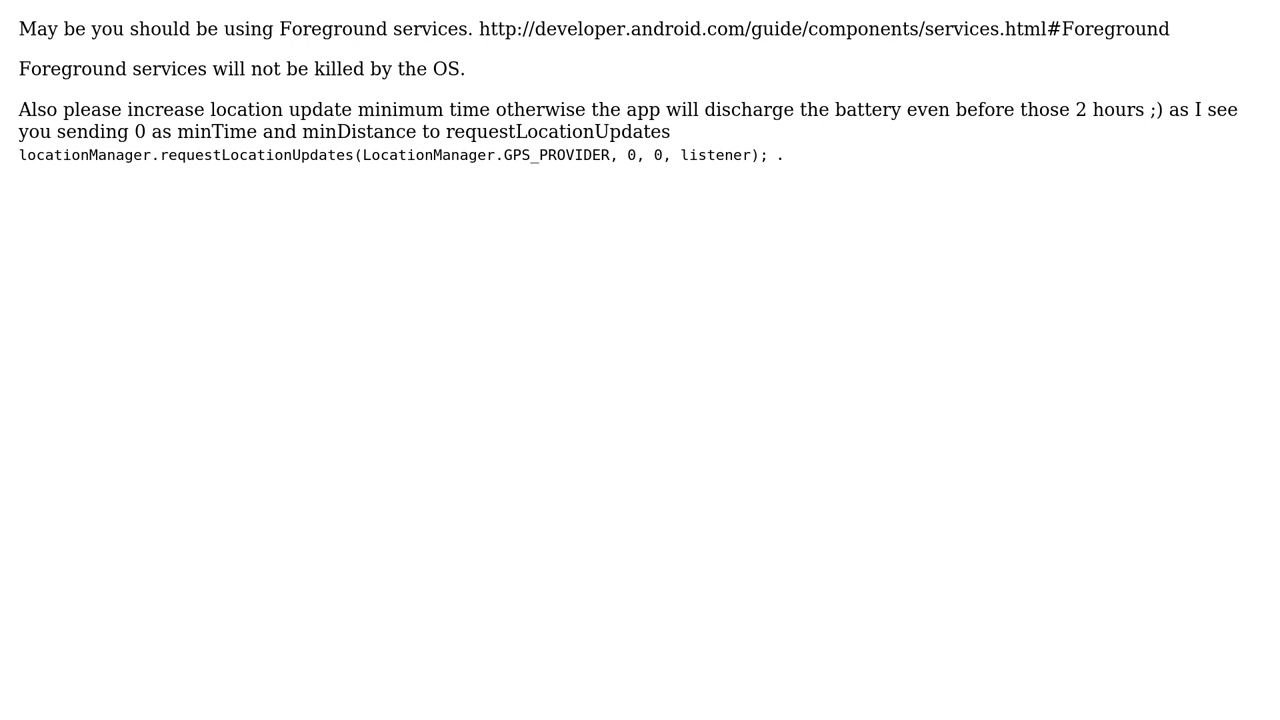 May be you should be using Foreground services. http://developer.android.com/guide/components/services.html#Foreground
Foreground services will not be killed by the OS.
Also please increase location update minimum time otherwise the app will discharge the battery even before those 2 hours ;) as I see
you sending 0 as minTime and minDistance to requestLocationUpdates
locationManager.requestLocationUpdates(LocationManager.GPS_PROVIDER, 0, 0, listener); .